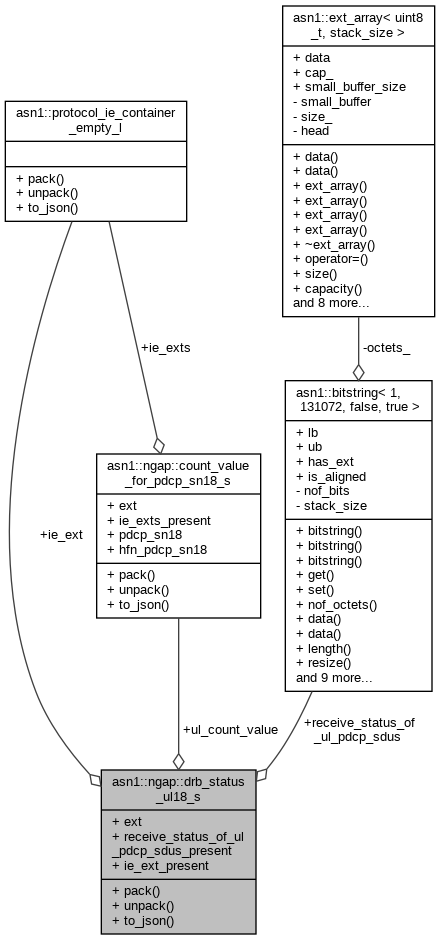 asn1::ext_array< uint8
_t, stack_size >
+ data
+ cap_
+ small_buffer_size
- small_buffer
- size_
- head
+ data()
+ data()
+ ext_array()
+ ext_array()
+ ext_array()
+ ext_array()
+ ~ext_array()
+ operator=()
+ size()
+ capacity()
and 8 more...
asn1::protocol_ie_container
_empty_l
+ pack()
+ unpack()
+ to_json()
+ie_exts
-octets_
asn1::bitstring< 1,
131072, false, true >
+ lb
+ ub
+ has_ext
+ is_aligned
- nof_bits
- stack_size
+ bitstring()
+ bitstring()
+ bitstring()
+ get()
+ set()
+ nof_octets()
+ data()
+ data()
+ length()
+ resize()
and 9 more...
asn1::ngap::count_value
_for_pdcp_sn18_s
+ ext
+ ie_exts_present
+ pdcp_sn18
+ hfn_pdcp_sn18
+ pack()
+ unpack()
+ to_json()
+ie_ext
+ul_count_value
+receive_status_of
_ul_pdcp_sdus
asn1::ngap::drb_status
_ul18_s
+ ext
+ receive_status_of_ul
_pdcp_sdus_present
+ ie_ext_present
+ pack()
+ unpack()
+ to_json()